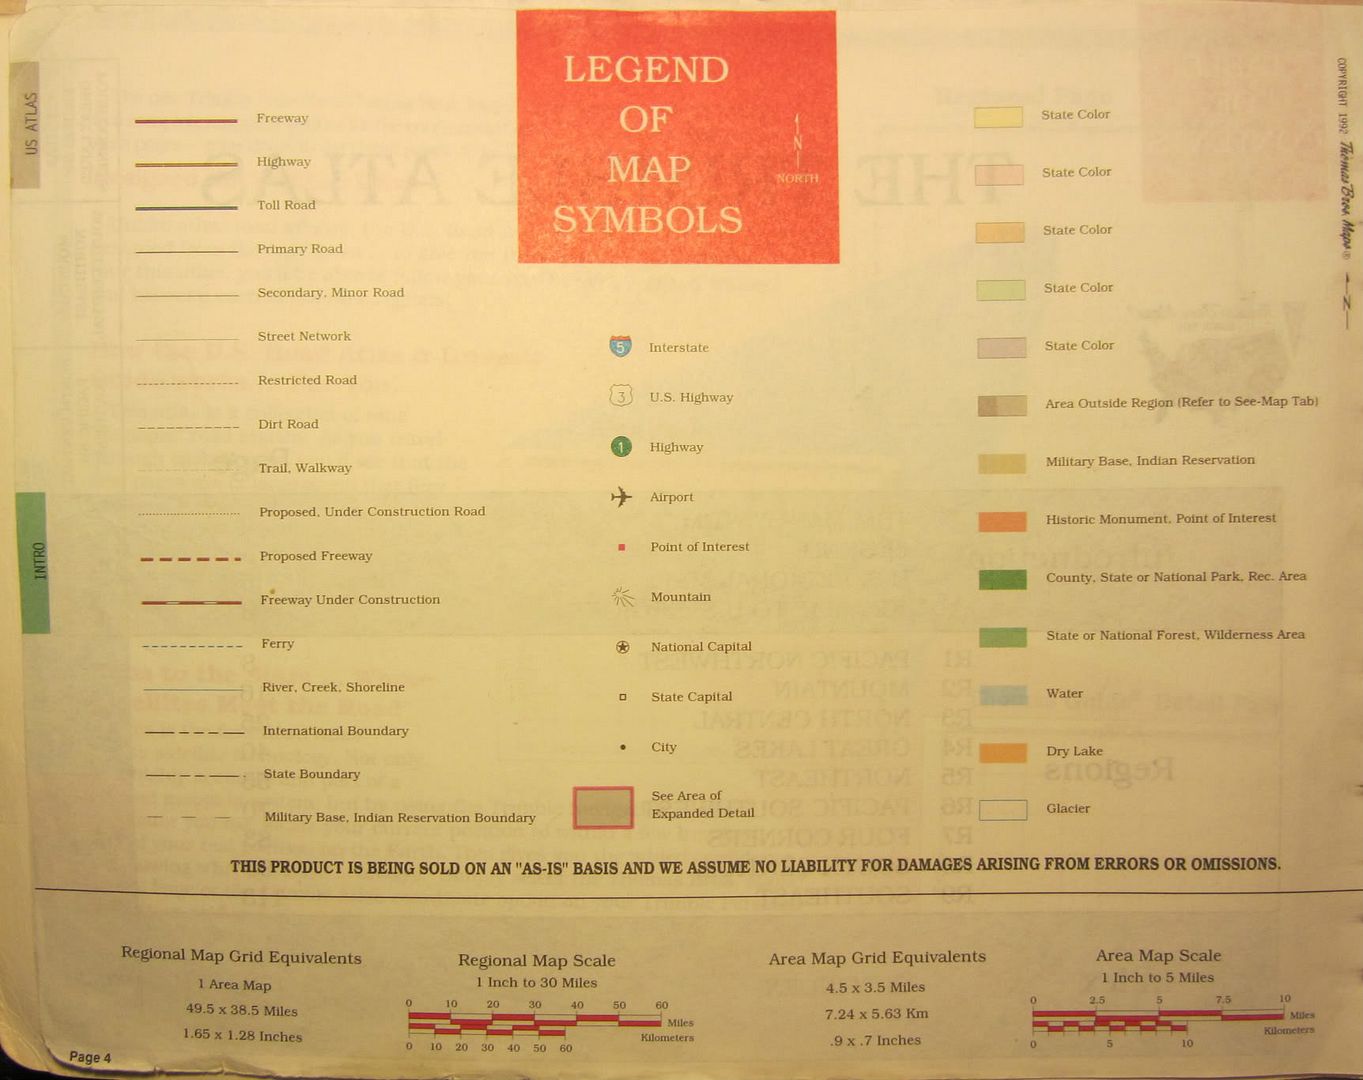 LEGEND
OF
MAP
SYMBOLS
N
NORTH
US ATLAS
INTRO
COPYRIGHT 1992 Thomas Bros. Maps®
N
Freeway
Highway
Toll Road
Primary Road
Secondary, Minor Road
Street Network
Restricted Road
Dirt Road
Trail, Walkway
Proposed, Under Construction Road
Proposed Freeway
Freeway Under Construction
Ferry
River, Creek, Shoreline
International Boundary
State Boundary
Military Base, Indian Reservation Boundary
5 Interstate
3 U.S. Highway
1 Highway
Airport
Point of Interest
Mountain
National Capital
State Capital
City
See Area of
Expanded Detail
State Color
State Color
State Color
State Color
State Color
Area Outside Region (Refer to See-Map Tab)
Military Base, Indian Reservation
Historic Monument, Point of Interest
County, State or National Park, Rec. Area
State or National Forest, Wilderness Area
Water
Dry Lake
Glacier
THIS PRODUCT IS BEING SOLD ON AN "AS-IS" BASIS AND WE ASSUME NO LIABILITY FOR DAMAGES ARISING FROM ERRORS OR OMISSIONS.
Regional Map Grid Equivalents
1 Area Map
49.5 x 38.5 Miles
1.65 x 1.28 Inches
Regional Map Scale
1 Inch to 30 Miles
0 10 20 30 40 50 60
Miles
Kilometers
0 10 20 30 40 50 60
Area Map Grid Equivalents
4.5 x 3.5 Miles
7.24 x 5.63 Km
.9 x .7 Inches
Area Map Scale
1 Inch to 5 Miles
0 2.5 5 7.5 10
Miles
Kilometers
0 5 10
Page 4